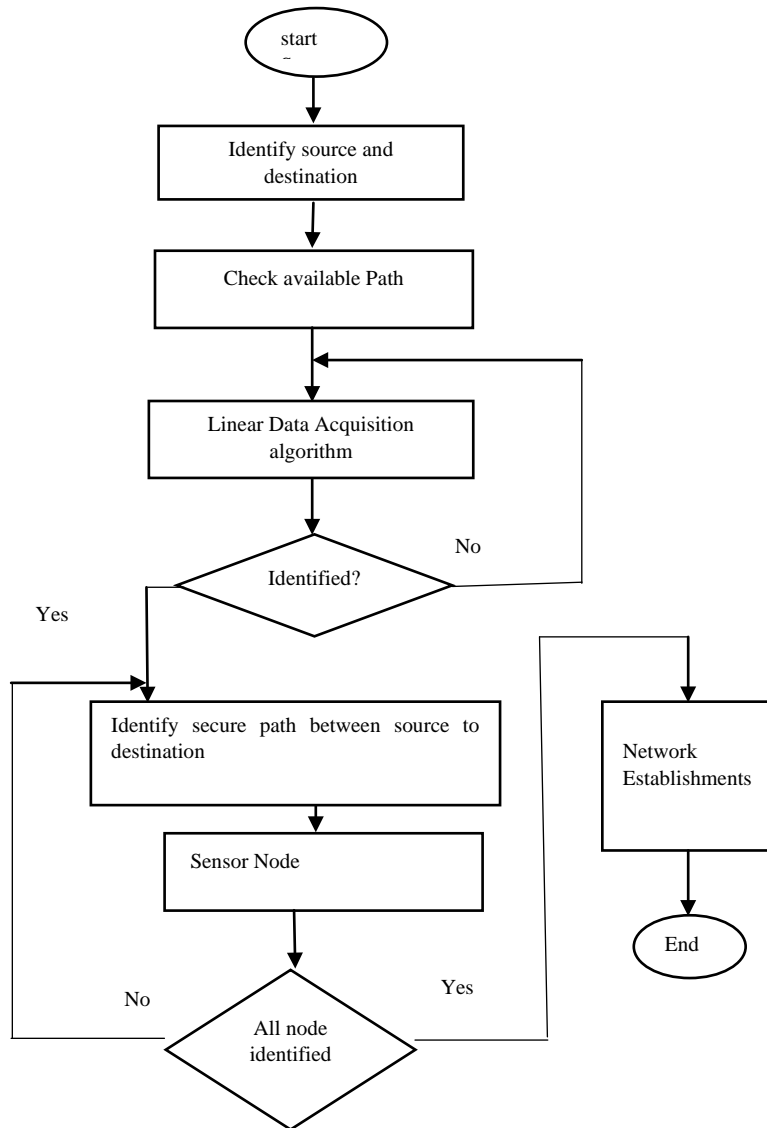 start
Identify source and
destination
Check available Path
Linear Data Acquisition
algorithm
No
Identified?
Yes
Identify secure path between source to
destination
Network
Establishments
Sensor Node
End
No
Yes
All node
identified